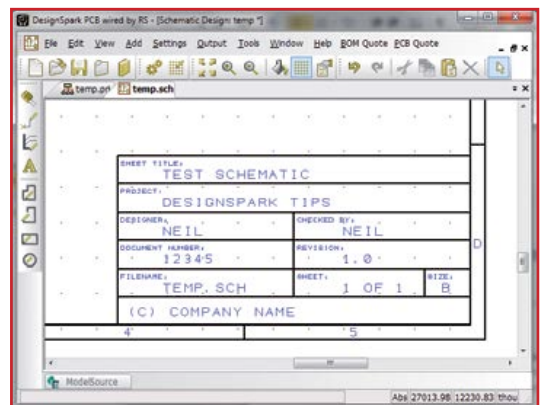 DesignSpark PCB wired by RS - [Schematic Design: temp *]
File Edit View Add Settings Output Tools Window Help BOM Quote PCB Quote
temp.prj temp.sch
SHEET TITLE:
TEST SCHEMATIC
PROJECT:
DESIGNSPARK TIPS
DESIGNER: CHECKED BY:
NEIL NEIL
DOCUMENT NUMBER: REVISION:
12345 1.0
D
FILENAME: SHEET: SIZE:
TEMP.SCH 1 OF 1 B
(C) COMPANY NAME
4 5
ModelSource
Abs 27013.98 12230.83 thou